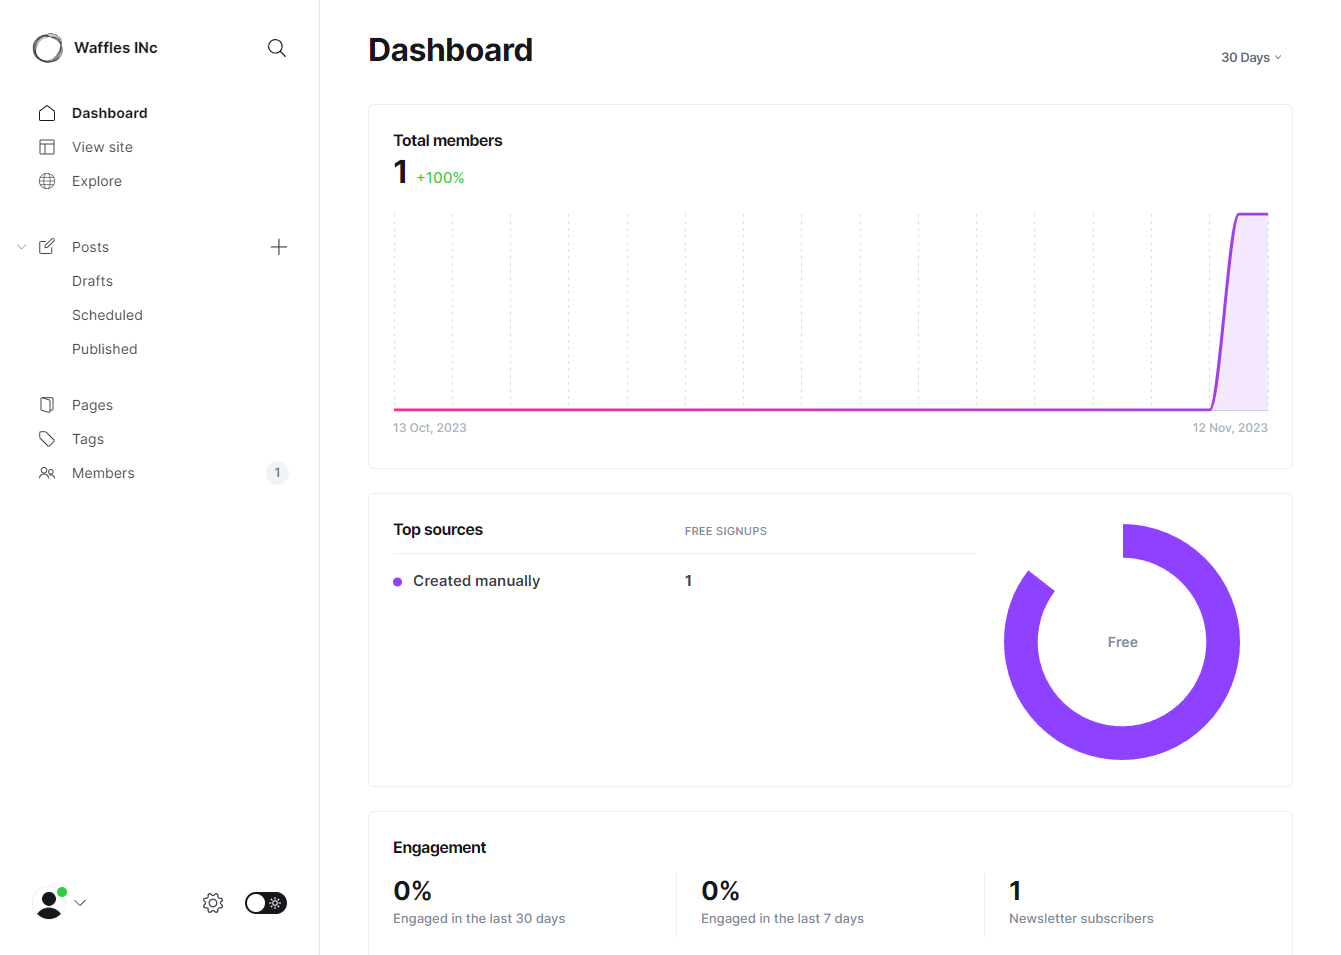 Waffles INc
Dashboard
View site
Explore
Posts
Drafts
Scheduled
Published
Pages
Tags
Members 1
Dashboard
30 Days
Total members
1 +100%
13 Oct, 2023 12 Nov, 2023
Top sources FREE SIGNUPS
Created manually 1
Free
Engagement
0%
Engaged in the last 30 days
0%
Engaged in the last 7 days
1
Newsletter subscribers